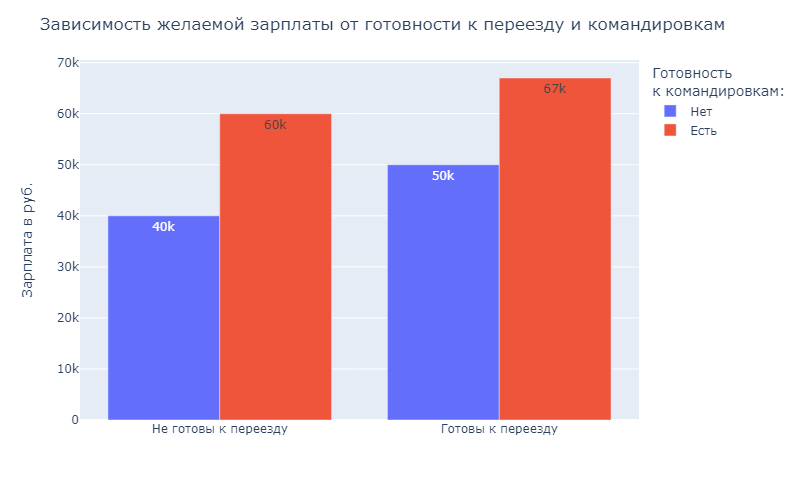 Зависимость желаемой зарплаты от готовности к переезду и командировкам
Готовность
к командировкам:
Нет
Есть
Зарплата в руб.
70k
60k
50k
40k
30k
20k
10k
0
40k
60k
50k
67k
Не готовы к переезду
Готовы к переезду